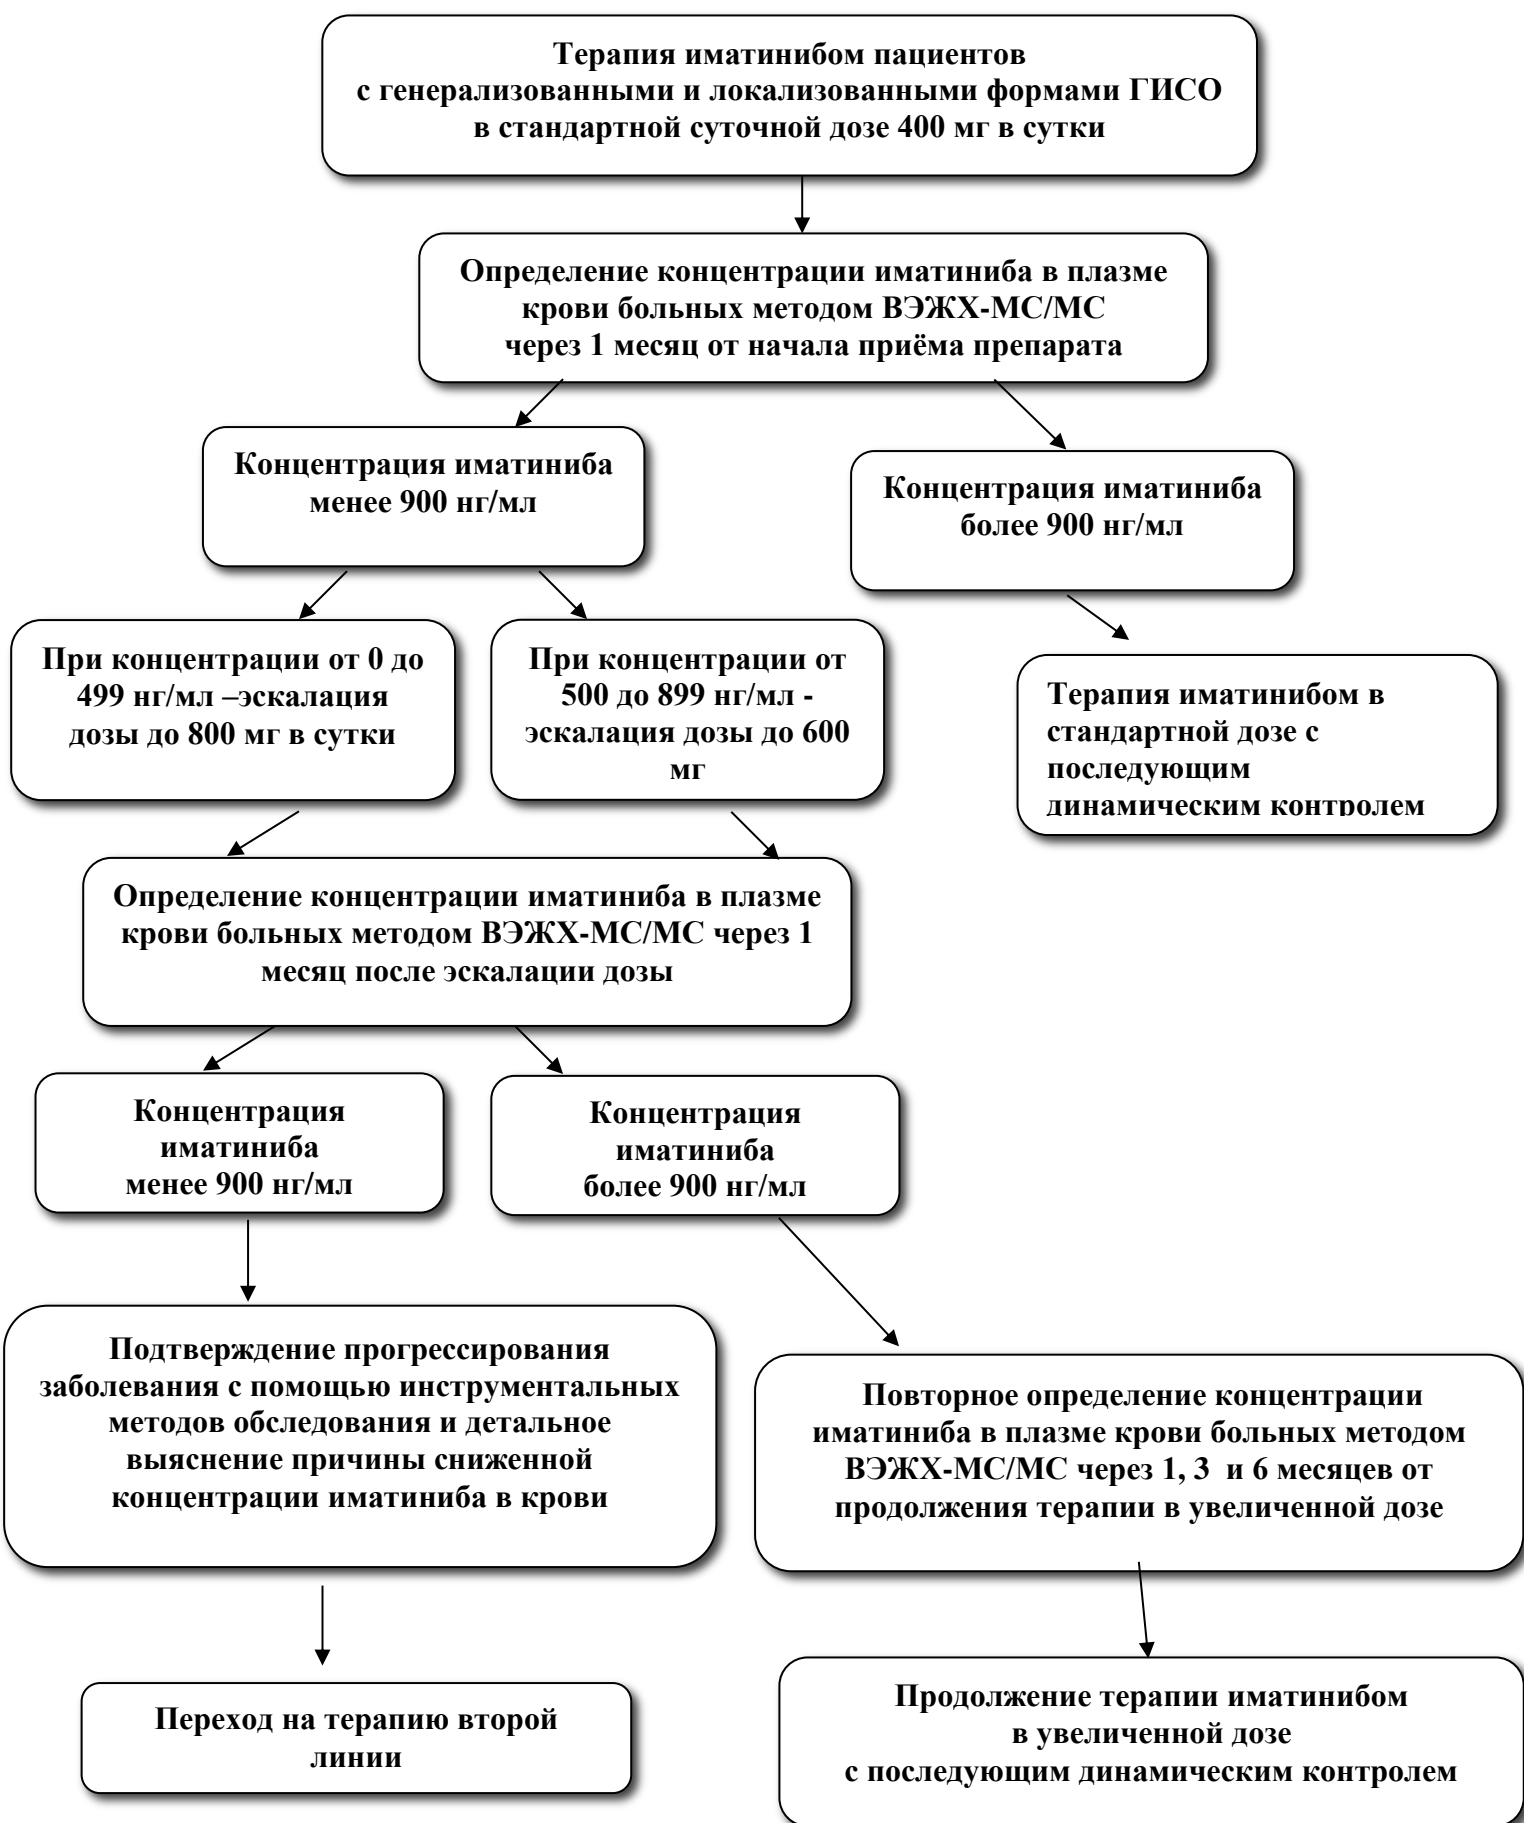 Терапия иматинибом пациентов
с генерализованными и локализованными формами ГИСО
в стандартной суточной дозе 400 мг в сутки
Определение концентрации иматиниба в плазме
крови больных методом ВЭЖХ-МС/МС
через 1 месяц от начала приёма препарата
Концентрация иматиниба
менее 900 нг/мл
Концентрация иматиниба
более 900 нг/мл
При концентрации от 0 до
499 нг/мл –эскалация
дозы до 800 мг в сутки
При концентрации от
500 до 899 нг/мл -
эскалация дозы до 600
мг
Терапия иматинибом в
стандартной дозе с
последующим
динамическим контролем
Определение концентрации иматиниба в плазме
крови больных методом ВЭЖХ-МС/МС через 1
месяц после эскалации дозы
Концентрация
иматиниба
менее 900 нг/мл
Концентрация
иматиниба
более 900 нг/мл
Подтверждение прогрессирования
заболевания с помощью инструментальных
методов обследования и детальное
выяснение причины сниженной
концентрации иматиниба в крови
Повторное определение концентрации
иматиниба в плазме крови больных методом
ВЭЖХ-МС/МС через 1, 3  и 6 месяцев от
продолжения терапии в увеличенной дозе
Переход на терапию второй
линии
Продолжение терапии иматинибом
в увеличенной дозе
с последующим динамическим контролем